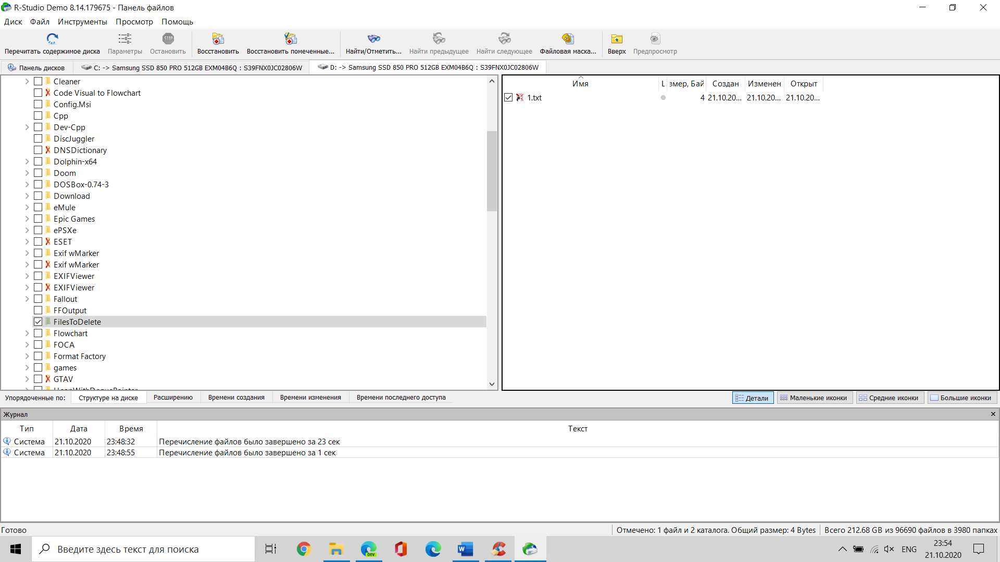 R-Studio Demo 8.14.179675 - Панель файлов
Диск Файл Инструменты Просмотр Помощь
Перечитать содержимое диска Параметры Остановить Восстановить Восстановить помеченные... Найти/Отметить... Найти предыдущее Найти следующее Файловая маска... Вверх Предпросмотр
Панель дисков C: -> Samsung SSD 850 PRO 512GB EXM04B6Q : S39FNX0JC02806W D: -> Samsung SSD 850 PRO 512GB EXM04B6Q : S39FNX0JC02806W
Cleaner
Code Visual to Flowchart
Config.Msi
Cpp
Dev-Cpp
DiscJuggler
DNSDictionary
Dolphin-x64
Doom
DOSBox-0.74-3
Download
eMule
Epic Games
ePSXe
ESET
Exif wMarker
Exif wMarker
EXIFViewer
EXIFViewer
Fallout
FFOutput
FilesToDelete
Flowchart
FOCA
Format Factory
games
GTAV
Имя L змер, Бай Создан Изменен Открыт
1.txt 4 21.10.20... 21.10.20... 21.10.20...
Упорядоченные по: Структуре на диске Расширению Времени создания Времени изменения Времени последнего доступа Детали Маленькие иконки Средние иконки Большие иконки
Журнал
Тип Дата Время Текст
Система 21.10.2020 23:48:32 Перечисление файлов было завершено за 23 сек
Система 21.10.2020 23:48:55 Перечисление файлов было завершено за 1 сек
Готово Отмечено: 1 файл и 2 каталога. Общий размер: 4 Bytes Всего 212.68 GB из 96690 файлов в 3980 папках
Введите здесь текст для поиска DEV ENG 23:54
21.10.2020